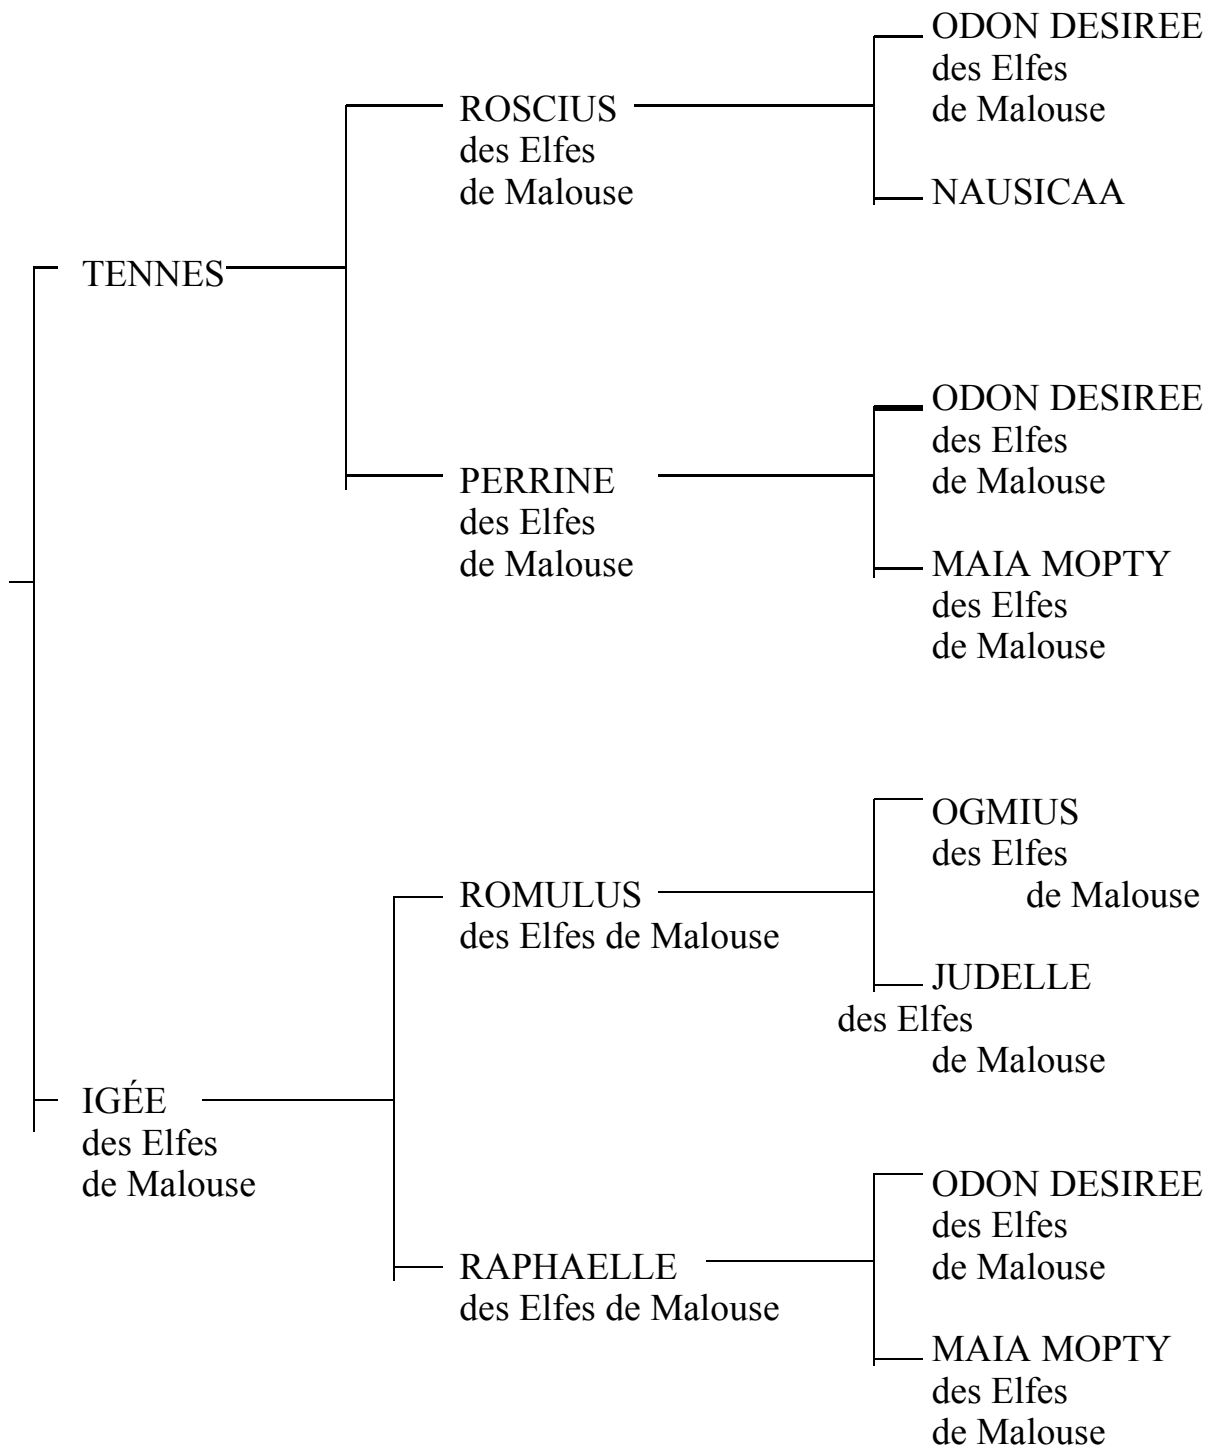 ODON DESIREE
des Elfes
de Malouse
ROSCIUS
des Elfes
de Malouse
NAUSICAA
TENNES
ODON DESIREE
des Elfes
de Malouse
PERRINE
des Elfes
de Malouse
MAIA MOPTY
des Elfes
de Malouse
OGMIUS
des Elfes
de Malouse
ROMULUS
des Elfes de Malouse
JUDELLE
des Elfes
de Malouse
IGÉE
des Elfes
de Malouse
ODON DESIREE
des Elfes
de Malouse
RAPHAELLE
des Elfes de Malouse
MAIA MOPTY
des Elfes
de Malouse